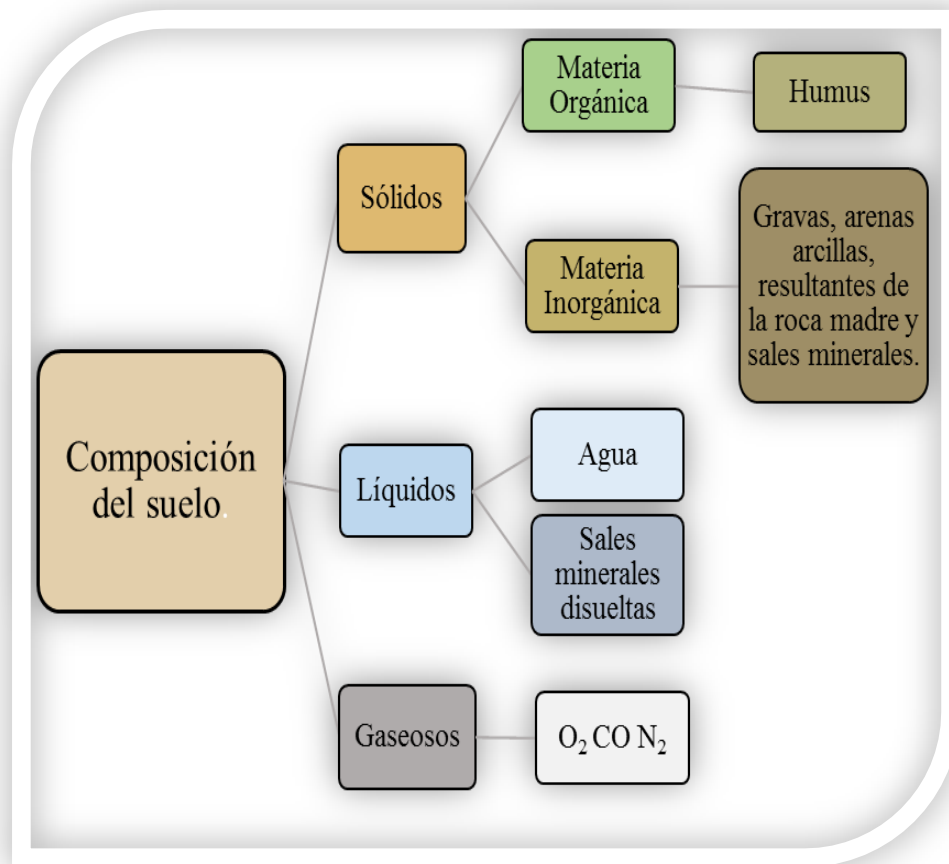 Materia
Orgánica
Humus
Sólidos
Materia
Inorgánica
Gravas, arenas
arcillas,
resultantes de
la roca madre y
sales minerales.
Composición
del suelo.
Líquidos
Agua
Sales
minerales
disueltas
Gaseosos
O₂ CO N₂